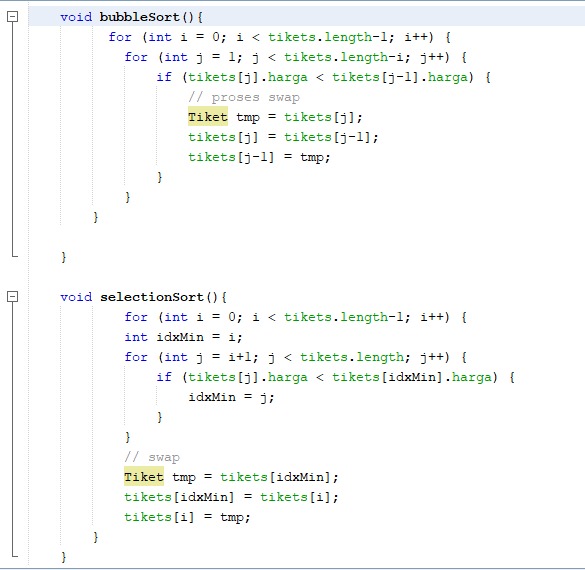 void bubbleSort(){
for (int i = 0; i < tikets.length-1; i++) {
for (int j = 1; j < tikets.length-i; j++) {
if (tikets[j].harga < tikets[j-1].harga) {
// proses swap
Tiket tmp = tikets[j];
tikets[j] = tikets[j-1];
tikets[j-1] = tmp;
}
}
}
}
void selectionSort(){
for (int i = 0; i < tikets.length-1; i++) {
int idxMin = i;
for (int j = i+1; j < tikets.length; j++) {
if (tikets[j].harga < tikets[idxMin].harga) {
idxMin = j;
}
}
// swap
Tiket tmp = tikets[idxMin];
tikets[idxMin] = tikets[i];
tikets[i] = tmp;
}
}